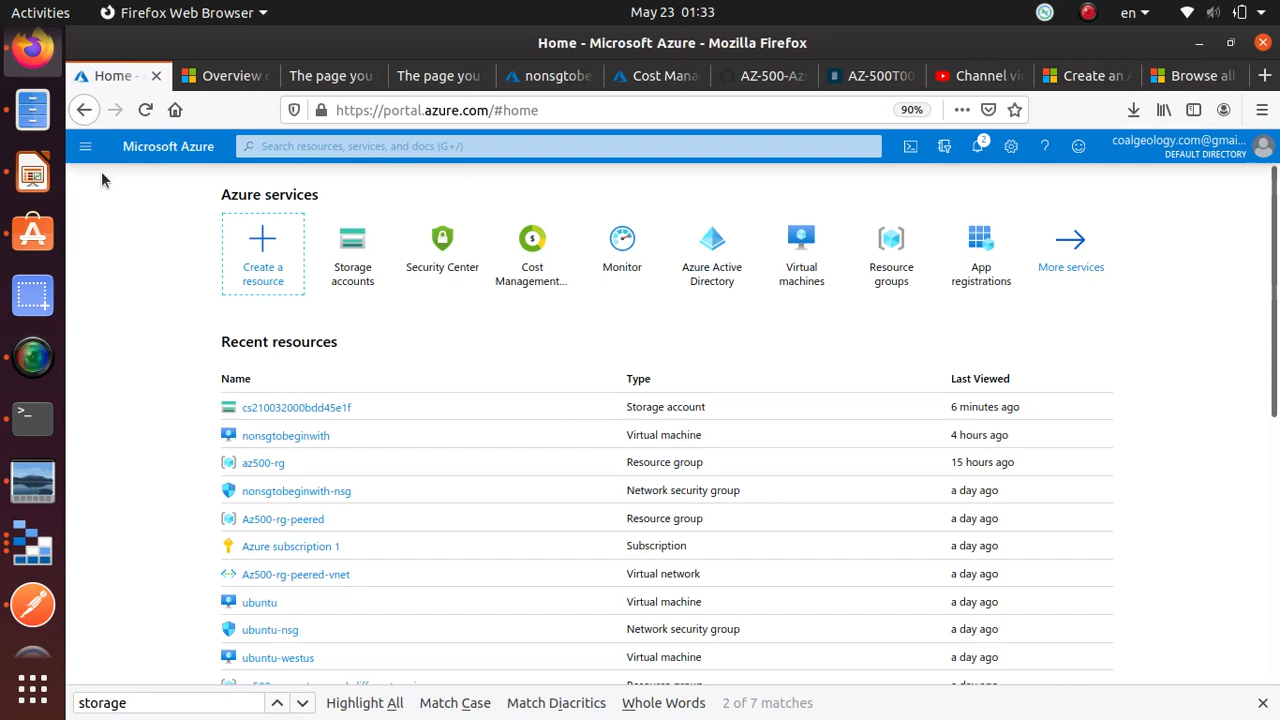 Activities Firefox Web Browser May 23 01:33 en
Home - Microsoft Azure - Mozilla Firefox
Home - Overview o The page you The page you nonsgtobe Cost Mana AZ-500-Az AZ-500T00 Channel vi Create an Browse all
https://portal.azure.com/#home 90%
Microsoft Azure Search resources, services, and docs (G+/) 2 coalgeology.com@gmai...
DEFAULT DIRECTORY
Azure services
Create a resource
Storage accounts
Security Center
Cost Management...
Monitor
Azure Active Directory
Virtual machines
Resource groups
App registrations
More services
Recent resources
Name Type Last Viewed
cs210032000bdd45e1f Storage account 6 minutes ago
nonsgtobeginwith Virtual machine 4 hours ago
az500-rg Resource group 15 hours ago
nonsgtobeginwith-nsg Network security group a day ago
Az500-rg-peered Resource group a day ago
Azure subscription 1 Subscription a day ago
Az500-rg-peered-vnet Virtual network a day ago
ubuntu Virtual machine a day ago
ubuntu-nsg Network security group a day ago
ubuntu-westus Virtual machine a day ago
storage Highlight All Match Case Match Diacritics Whole Words 2 of 7 matches